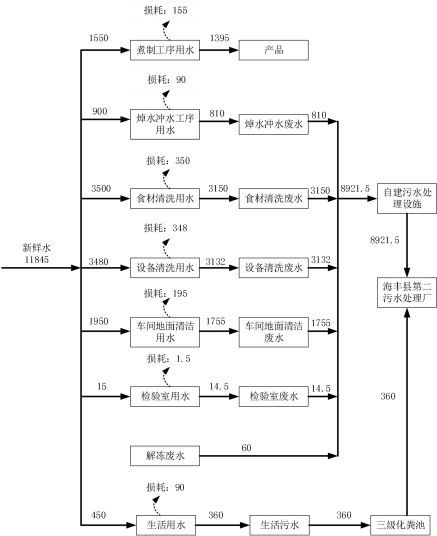 损耗：155
1550
煮制工序用水
1395
产品
损耗：90
900
焯水冲水工序
用水
810
焯水冲水废水
810
损耗：350
3500
食材清洗用水
3150
食材清洗废水
3150
8921.5
自建污水处
理设施
新鲜水
11845
损耗：348
3480
设备清洗用水
3132
设备清洗废水
3132
8921.5
损耗：195
1950
车间地面清洁
用水
1755
车间地面清洁
废水
1755
海丰县第二
污水处理厂
损耗：1.5
15
检验室用水
14.5
检验室废水
14.5
360
解冻废水
60
损耗：90
450
生活用水
360
生活污水
360
三级化粪池